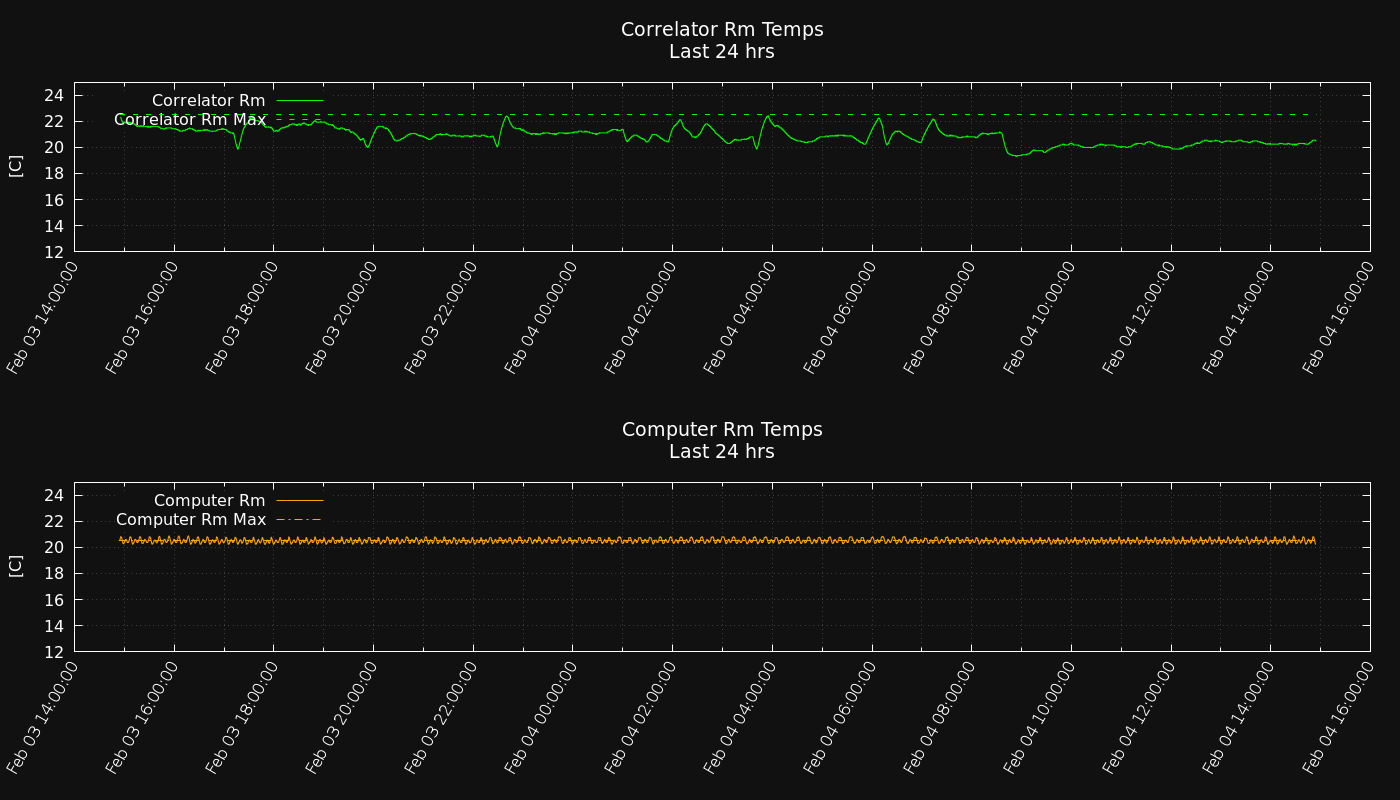 Correlator Rm Temps
Last 24 hrs
24
22
20
18
16
14
12
[C]
Correlator Rm
Correlator Rm Max
Feb 03 14:00:00
Feb 03 16:00:00
Feb 03 18:00:00
Feb 03 20:00:00
Feb 03 22:00:00
Feb 04 00:00:00
Feb 04 02:00:00
Feb 04 04:00:00
Feb 04 06:00:00
Feb 04 08:00:00
Feb 04 10:00:00
Feb 04 12:00:00
Feb 04 14:00:00
Feb 04 16:00:00
Computer Rm Temps
Last 24 hrs
24
22
20
18
16
14
12
[C]
Computer Rm
Computer Rm Max
Feb 03 14:00:00
Feb 03 16:00:00
Feb 03 18:00:00
Feb 03 20:00:00
Feb 03 22:00:00
Feb 04 00:00:00
Feb 04 02:00:00
Feb 04 04:00:00
Feb 04 06:00:00
Feb 04 08:00:00
Feb 04 10:00:00
Feb 04 12:00:00
Feb 04 14:00:00
Feb 04 16:00:00